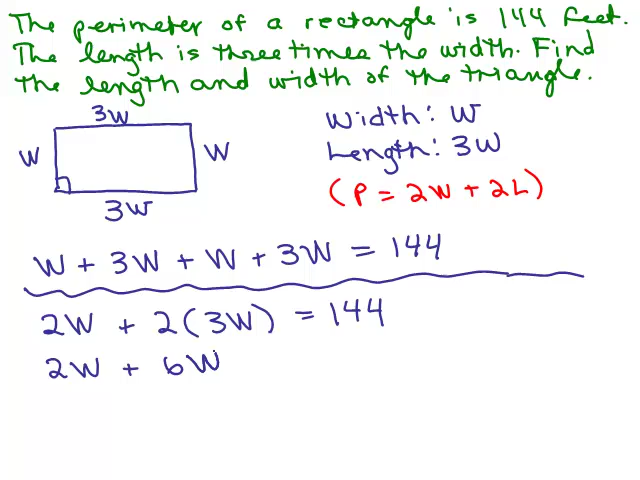 The perimeter of a rectangle is 144 feet.
The length is three times the width. Find
the length and width of the triangle.
3W
W
W
3W
Width: W
Length: 3W
(P = 2W + 2L)
W + 3W + W + 3W = 144
2W + 2(3W) = 144
2W + 6W